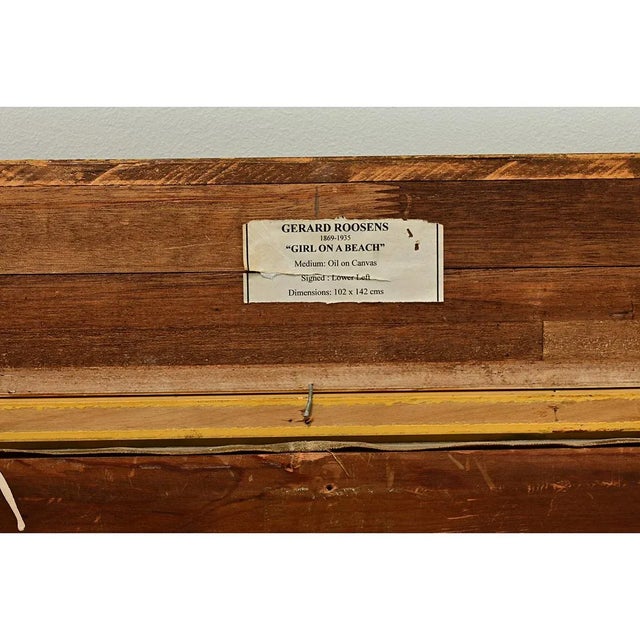 GERARD ROOSENS
1869-1935
“GIRL ON A BEACH”
Medium: Oil on Canvas
Signed : Lower Left
Dimensions: 102 x 142 cms